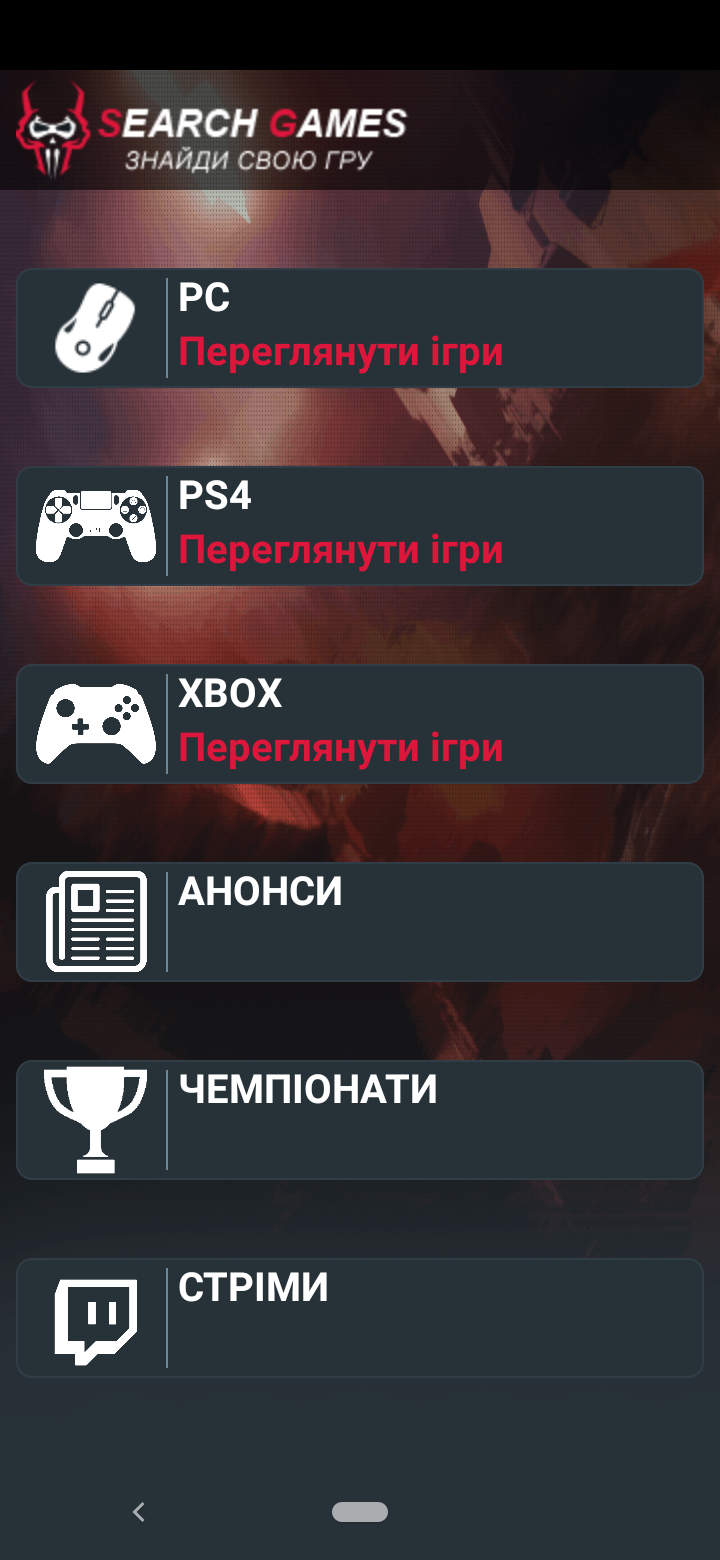 SEARCH GAMES
ЗНАЙДИ СВОЮ ГРУ
PC
Переглянути ігри
PS4
Переглянути ігри
XBOX
Переглянути ігри
АНОНСИ
ЧЕМПІОНАТИ
СТРІМИ